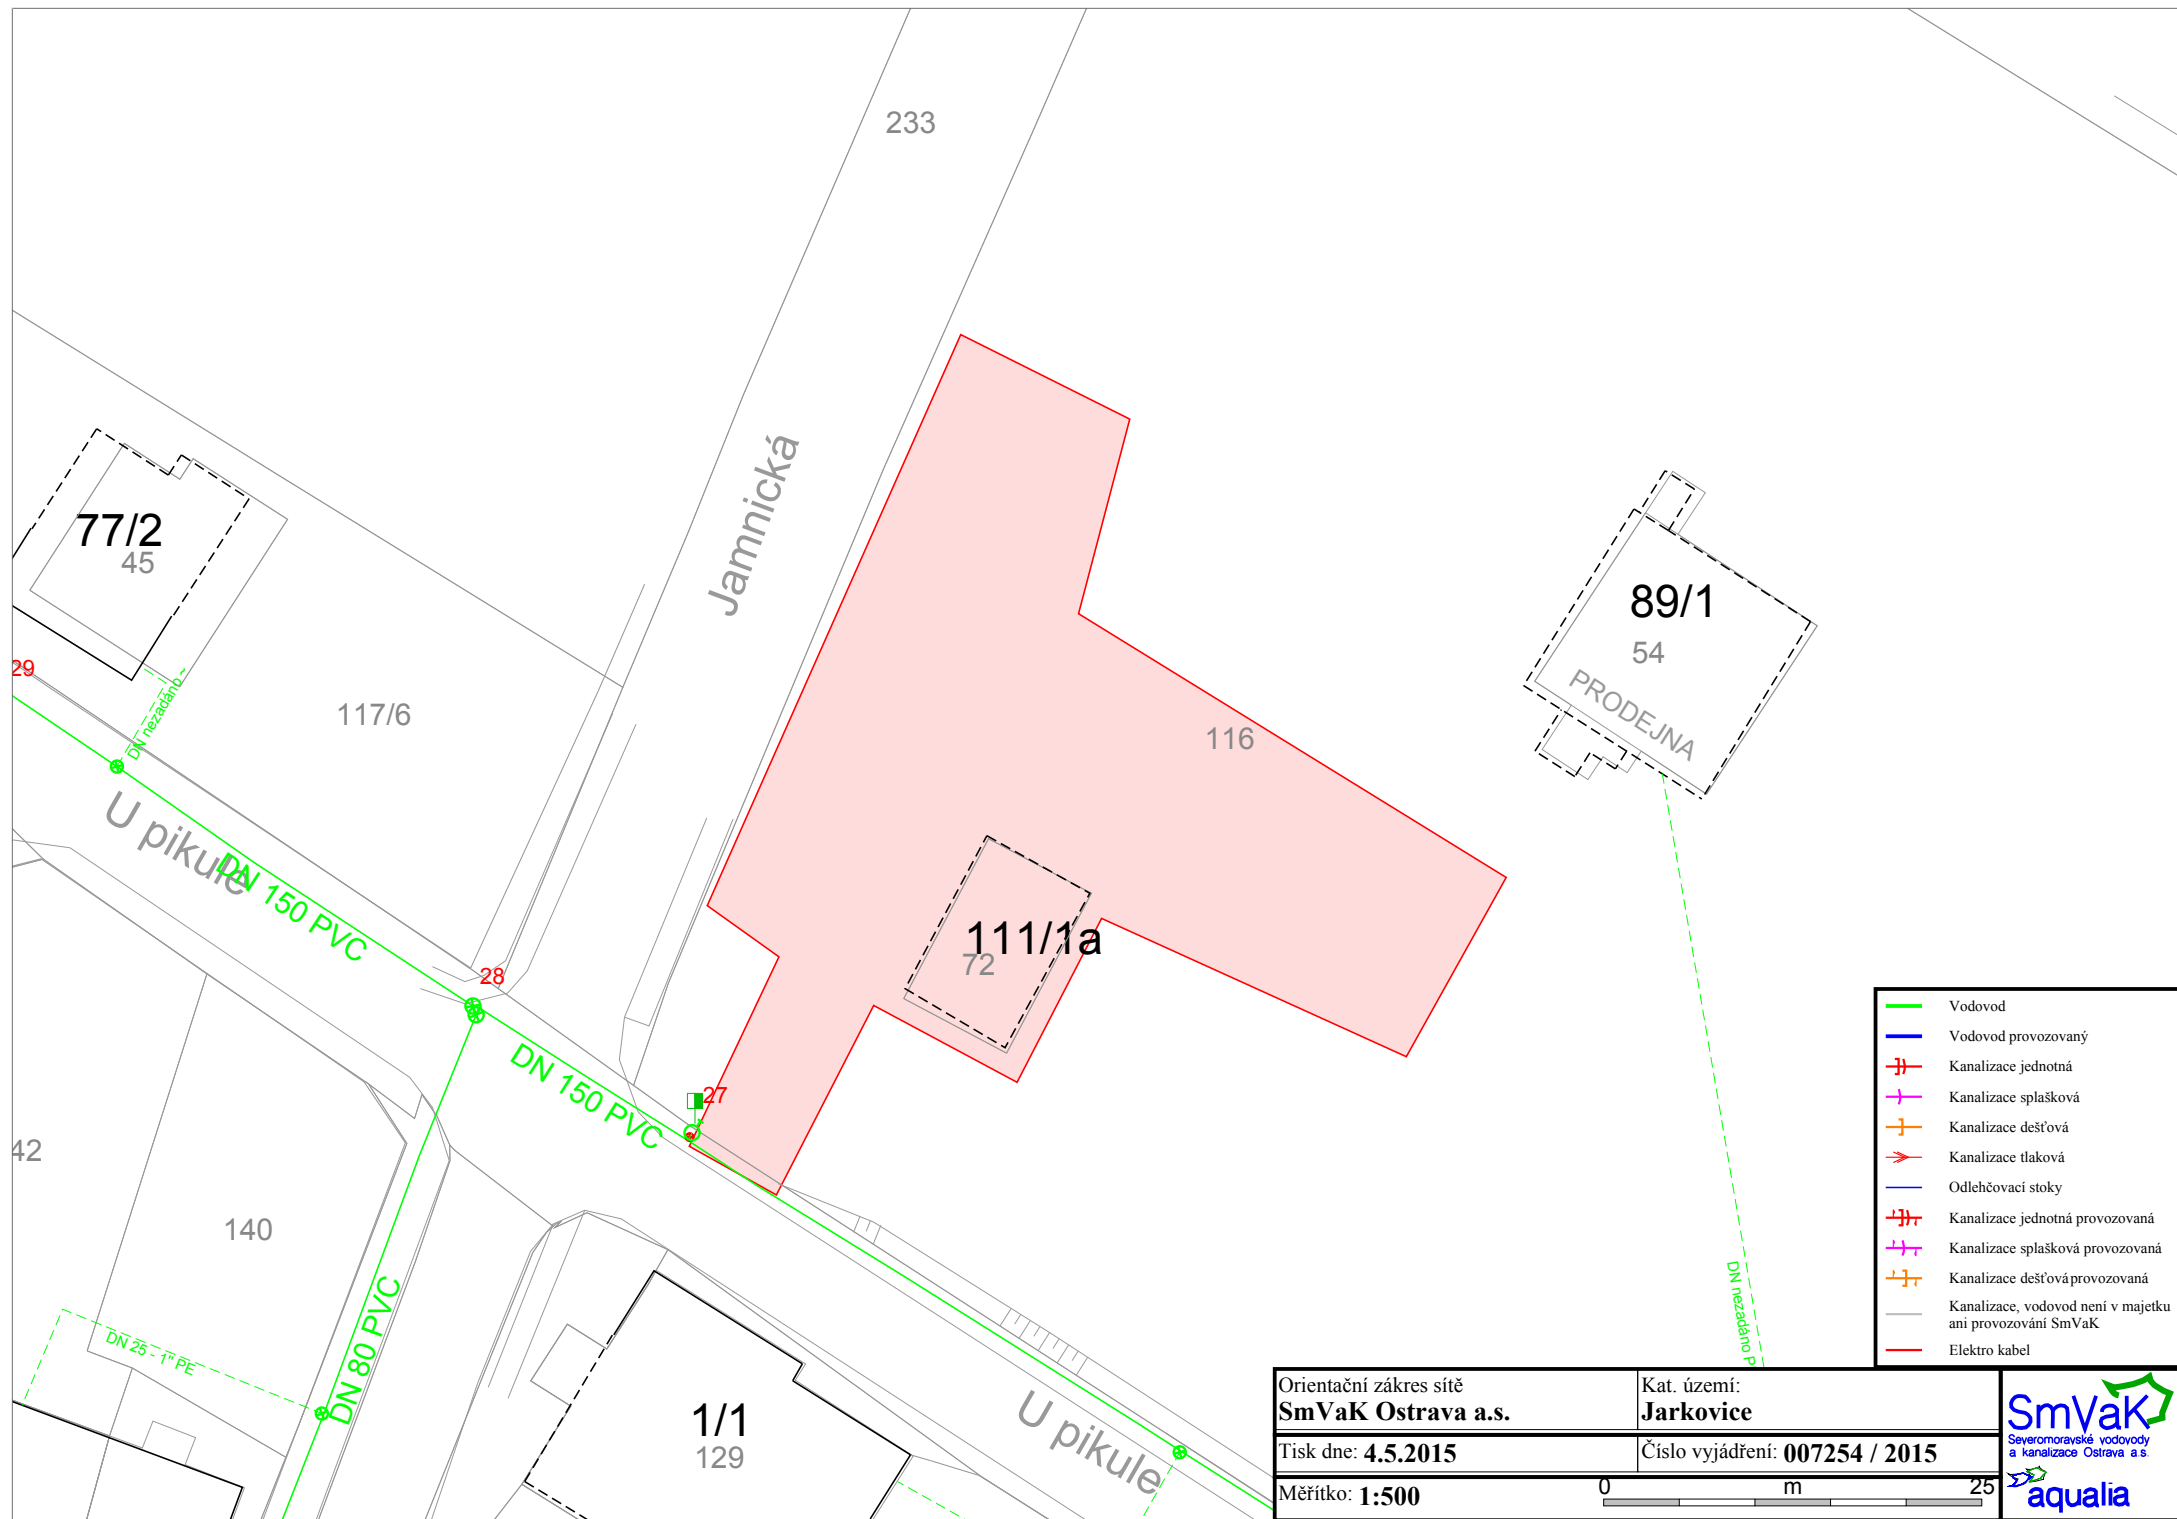 233
Jamnická
77/2
45
89/1
54
PRODEJNA
29
DN nezadáno ~
117/6
116
U pikule
DN 150 PVC
111/1a
72
28
DN 150 PVC
27
42
140
DN 80 PVC
DN 25 - 1" PE
1/1
129
U pikule
DN nezadáno P
Vodovod
Vodovod provozovaný
Kanalizace jednotná
Kanalizace splašková
Kanalizace dešťová
Kanalizace tlaková
Odlehčovací stoky
Kanalizace jednotná provozovaná
Kanalizace splašková provozovaná
Kanalizace dešťová provozovaná
Kanalizace, vodovod není v majetku
ani provozování SmVaK
Elektro kabel
Orientační zákres sítě
SmVaK Ostrava a.s.
Kat. území:
Jarkovice
Tisk dne: 4.5.2015
Číslo vyjádření: 007254 / 2015
Měřítko: 1:500
0 m 25
SmVaK
Severomoravské vodovody
a kanalizace Ostrava a.s.
aqualia